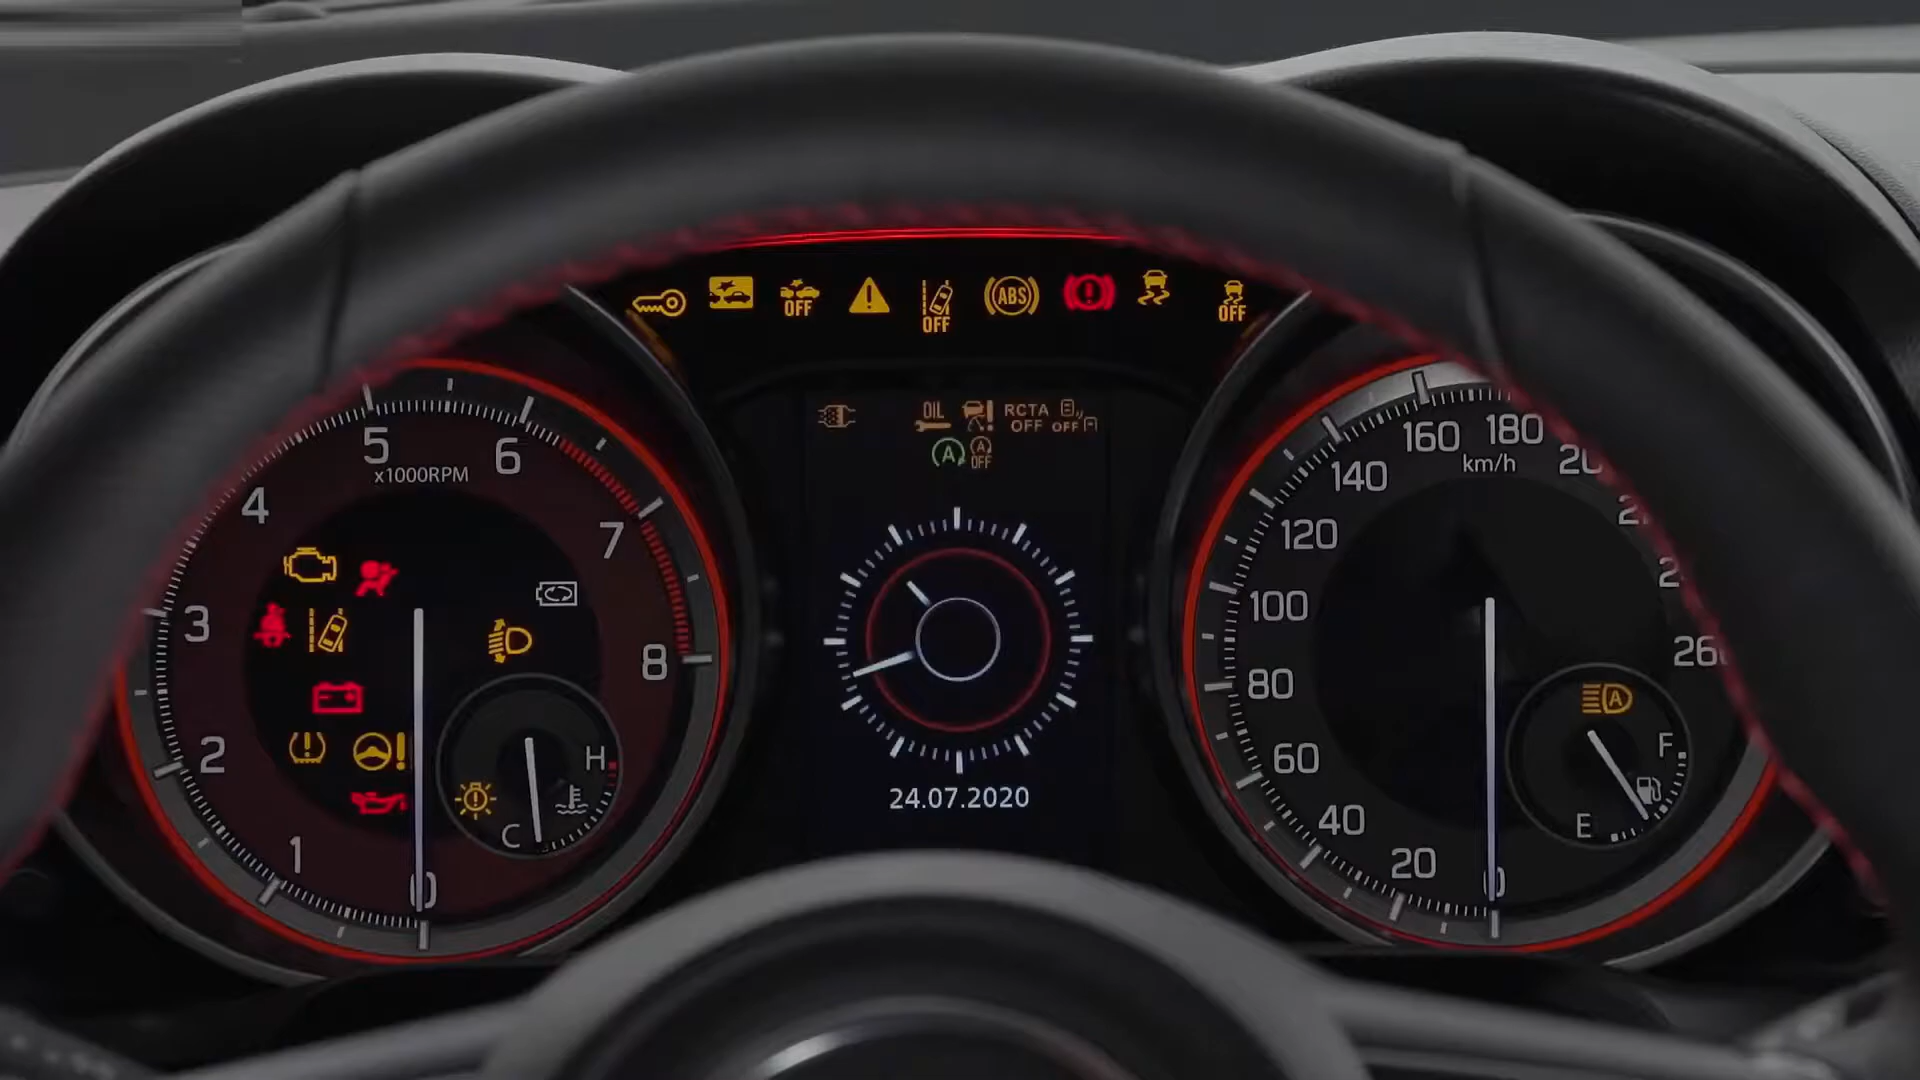 OFF
OFF
ABS
OFF
OIL
RCTA
OFF
OFF
A
A
OFF
5
6
x1000RPM
4
7
3
8
2
1
0
H
C
24.07.2020
160
180
km/h
140
120
100
80
60
40
20
0
A
F
E